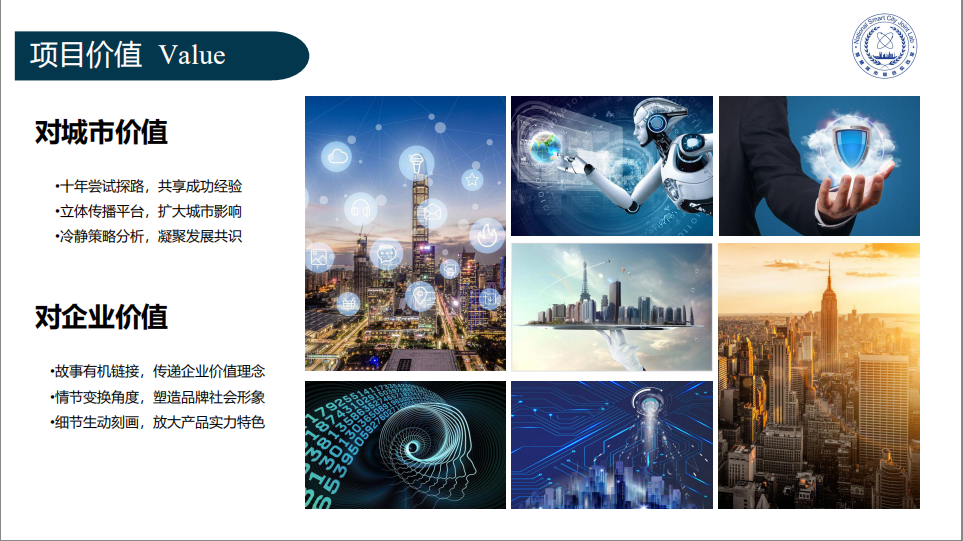 项目价值 Value
National Smart City Joint Lab
对城市价值
•十年尝试探路，共享成功经验
•立体传播平台，扩大城市影响
•冷静策略分析，凝聚发展共识
对企业价值
•故事有机链接，传递企业价值理念
•情节变换角度，塑造品牌社会形象
•细节生动刻画，放大产品实力特色